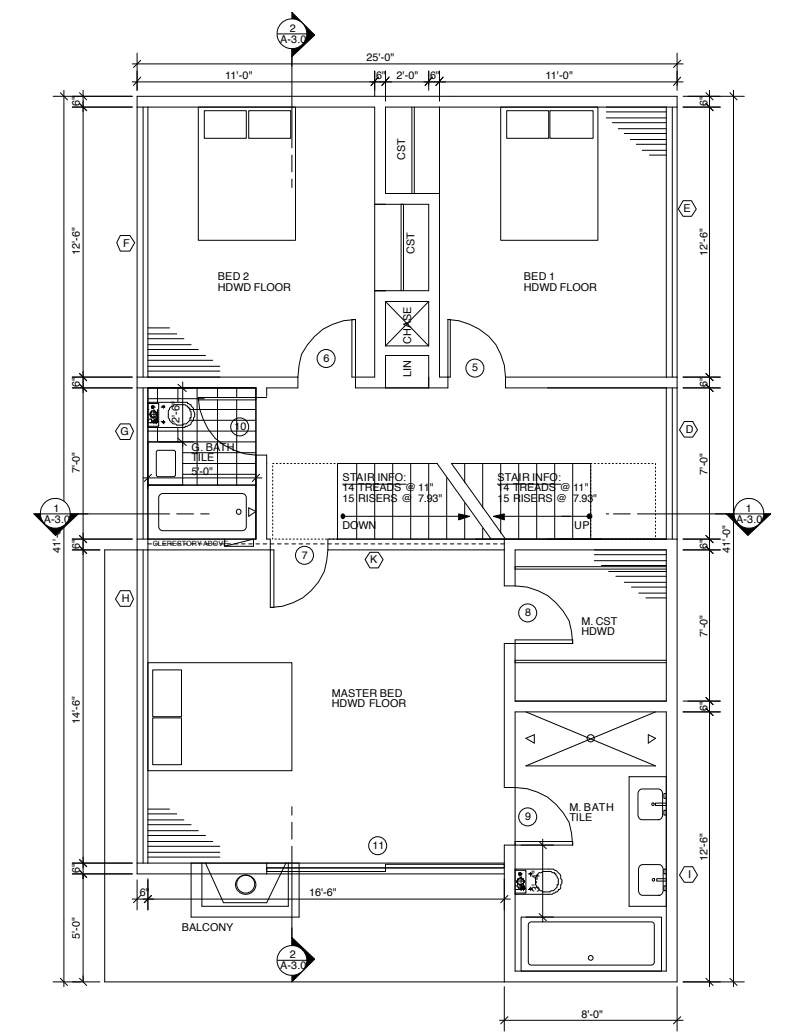 2
A-3.0
25'-0"
11'-0"
6"
2'-0"
6"
11'-0"
6"
6"
CST
E
F
12'-6"
12'-6"
CST
BED 2
HDWD FLOOR
BED 1
HDWD FLOOR
CHASE
6
5
LIN
6"
6"
2'-6"
10
G
D
G. BATH
TILE
5'-0"
7'-0"
7'-0"
STAIR INFO:
14 TREADS @ 11"
15 RISERS @ 7.93"
DOWN
STAIR INFO:
14 TREADS @ 11"
15 RISERS @ 7.93"
UP
1
A-3.0
1
A-3.0
41'-0"
CLERESTORY ABOVE
6"
6"
7
K
H
8
M. CST
HDWD
7'-0"
MASTER BED
HDWD FLOOR
14'-6"
6"
M. BATH
TILE
9
11
12'-6"
I
6"
6"
16'-6"
BALCONY
5'-0"
2
A-3.0
8'-0"